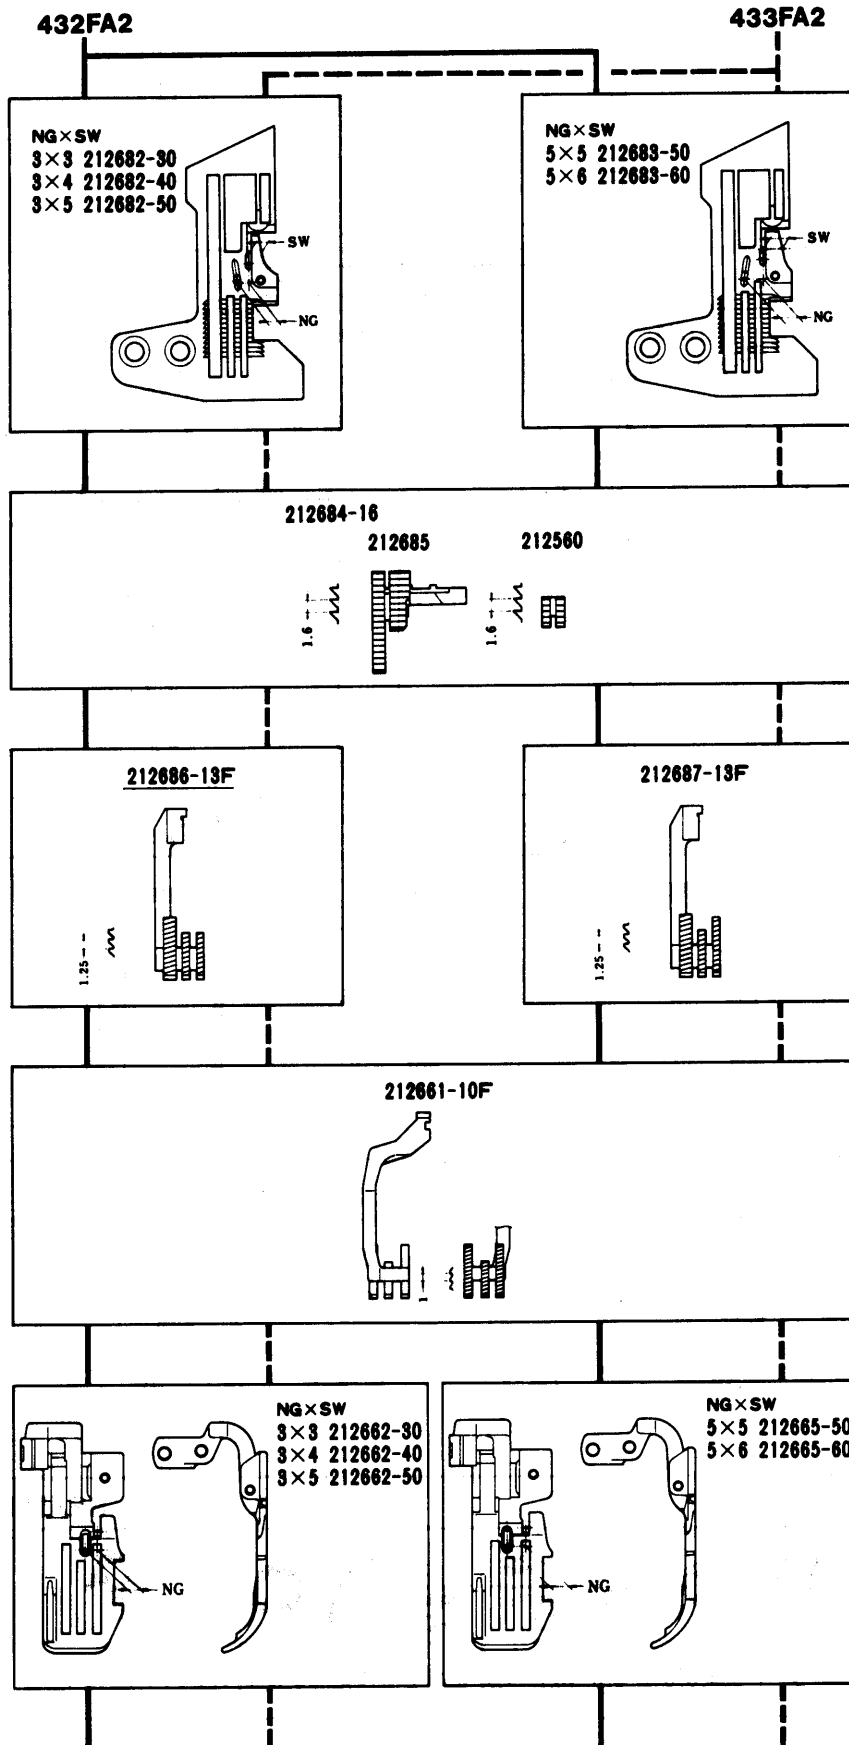 432FA2
433FA2
NG×SW
3×3 212682-30
3×4 212682-40
3×5 212682-50
SW
NG
NG×SW
5×5 212683-50
5×6 212683-60
SW
NG
212684-16
212685
212560
1.6
1.6
212686-13F
1.25
212687-13F
1.25
212661-10F
1
NG×SW
3×3 212662-30
3×4 212662-40
3×5 212662-50
NG
NG×SW
5×5 212665-50
5×6 212665-60
NG